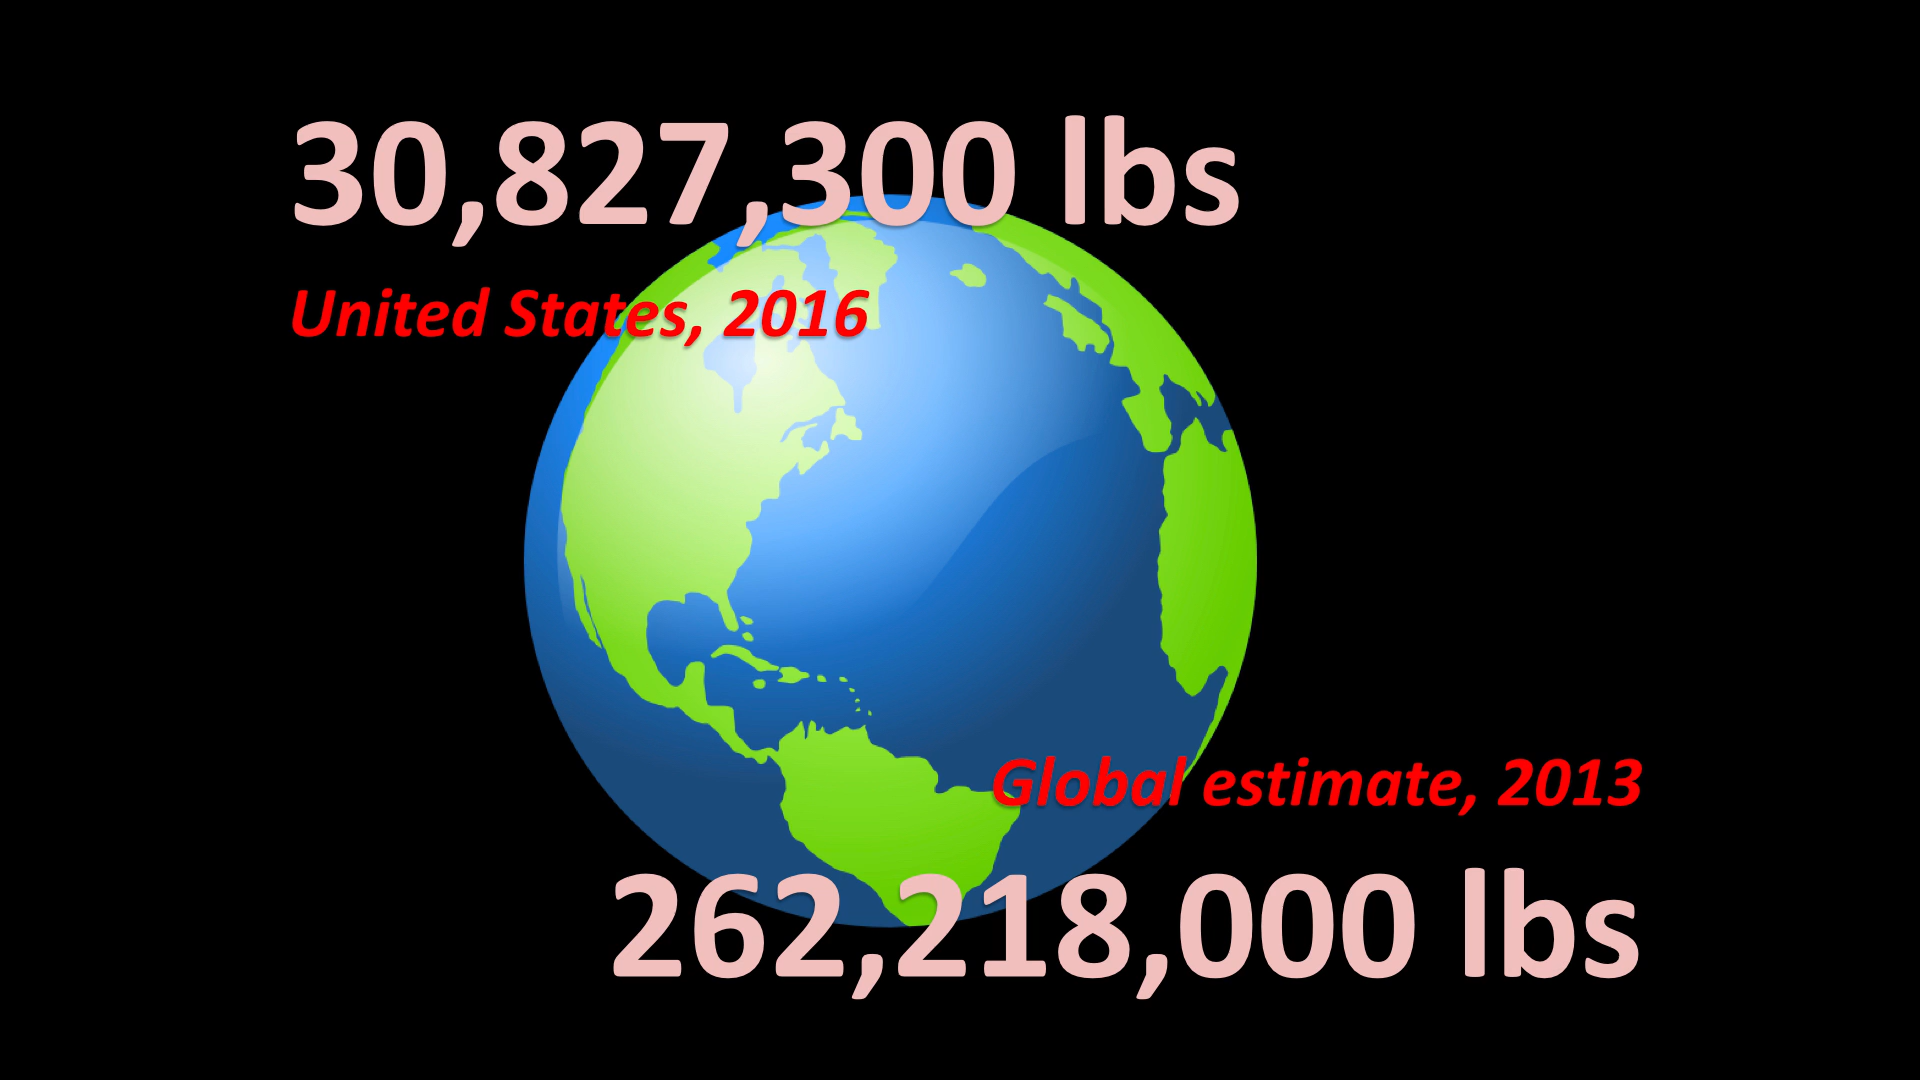 30,827,300 lbs
United States, 2016
Global estimate, 2013
262,218,000 lbs